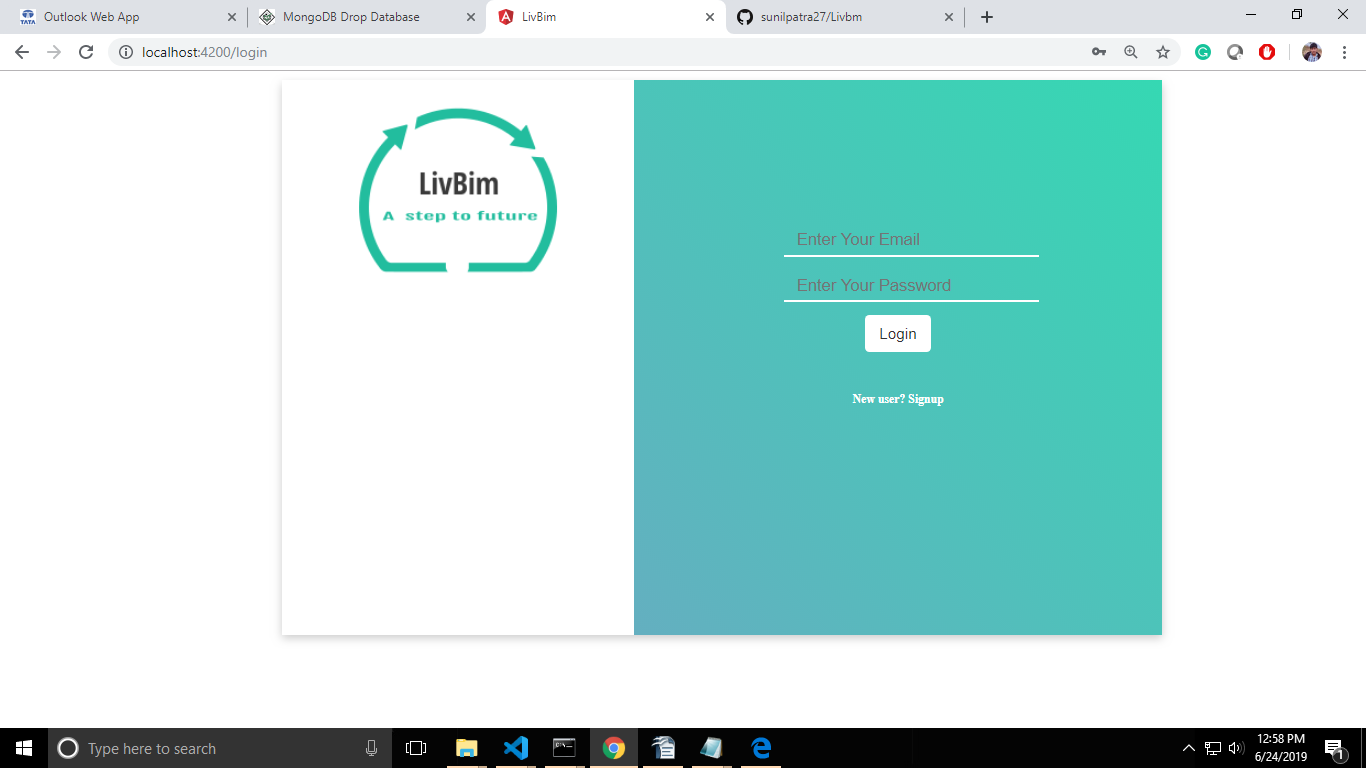 Outlook Web App
MongoDB Drop Database
LivBim
sunilpatra27/Livbm
localhost:4200/login
LivBim
A step to future
Enter Your Email
Enter Your Password
Login
New user? Signup
Type here to search
12:58 PM
6/24/2019
1